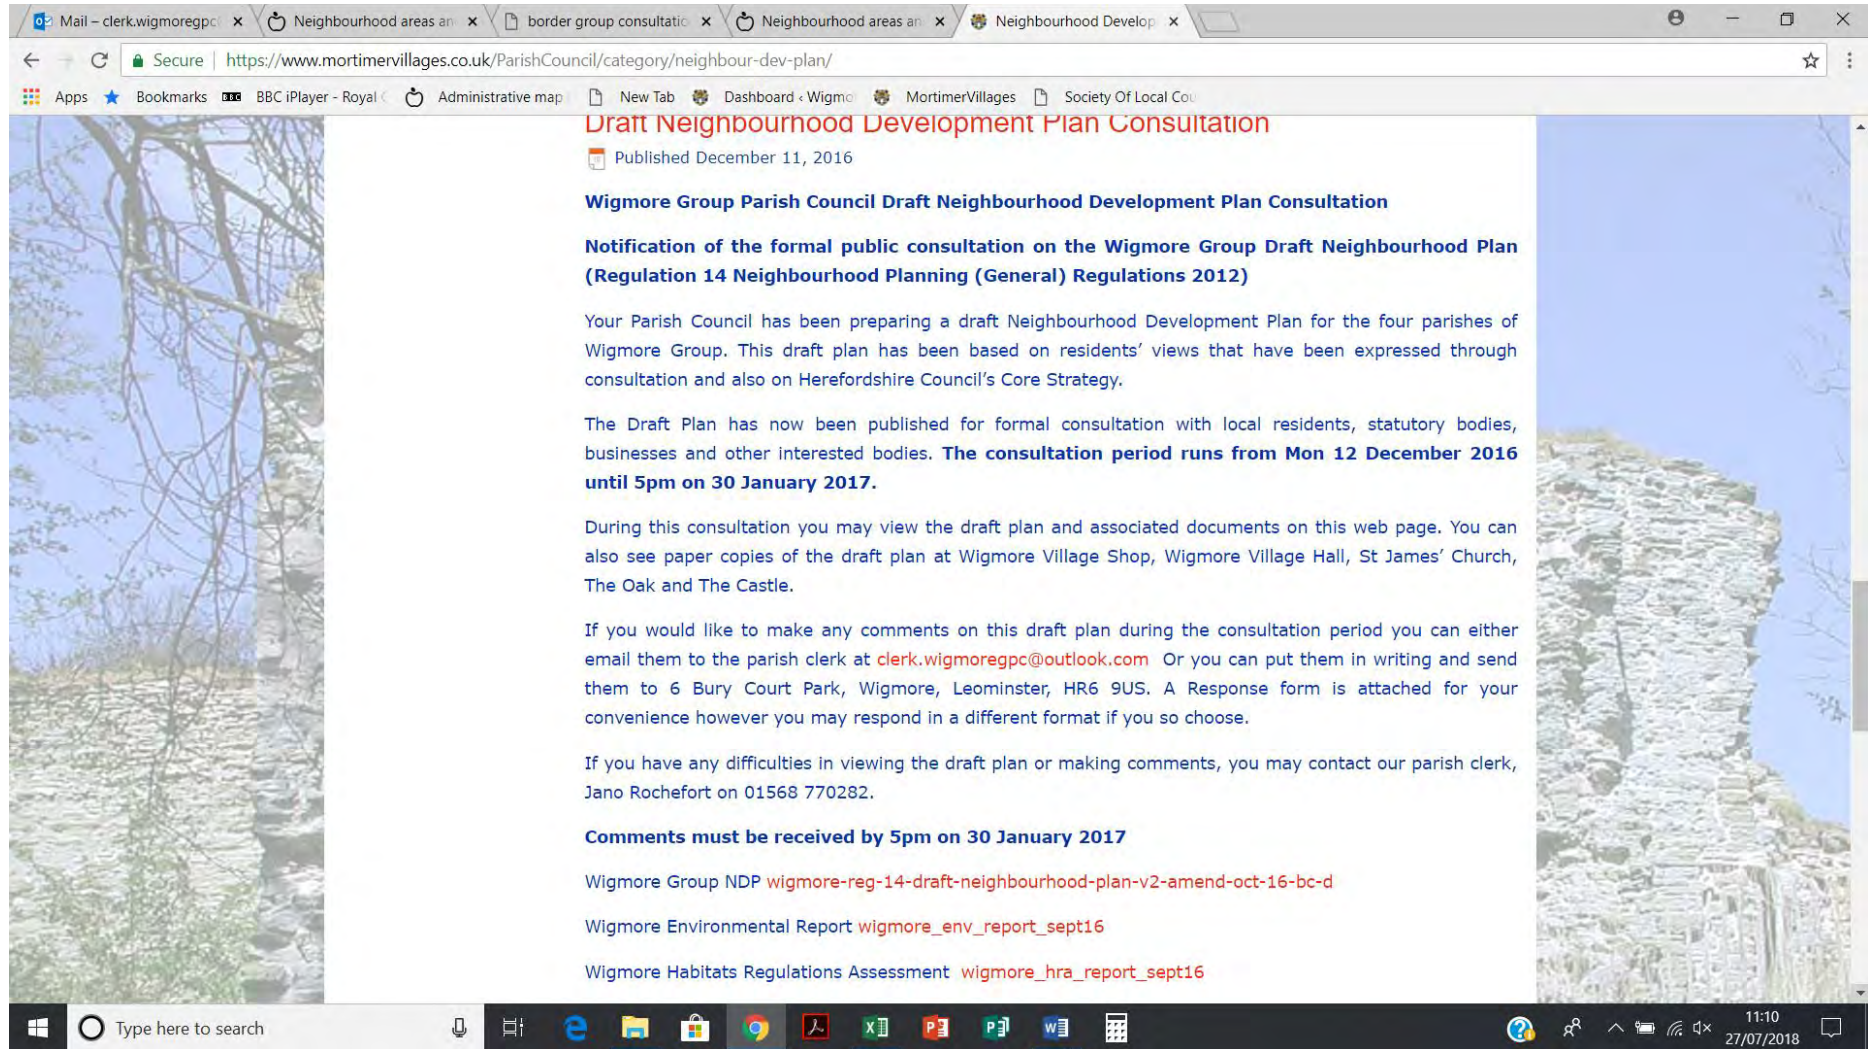 Mail – clerk.wigmoregpc
Neighbourhood areas an
border group consultatio
Neighbourhood areas an
Neighbourhood Develop
Secure
https://www.mortimervillages.co.uk/ParishCouncil/category/neighbour-dev-plan/
Apps
Bookmarks
BBC
BBC iPlayer - Royal
Administrative map
New Tab
Dashboard ‹ Wigmo
MortimerVillages
Society Of Local Cou
Draft Neighbourhood Development Plan Consultation
Published December 11, 2016
Wigmore Group Parish Council Draft Neighbourhood Development Plan Consultation
Notification of the formal public consultation on the Wigmore Group Draft Neighbourhood Plan
(Regulation 14 Neighbourhood Planning (General) Regulations 2012)
Your Parish Council has been preparing a draft Neighbourhood Development Plan for the four parishes of
Wigmore Group. This draft plan has been based on residents’ views that have been expressed through
consultation and also on Herefordshire Council’s Core Strategy.
The Draft Plan has now been published for formal consultation with local residents, statutory bodies,
businesses and other interested bodies. The consultation period runs from Mon 12 December 2016
until 5pm on 30 January 2017.
During this consultation you may view the draft plan and associated documents on this web page. You can
also see paper copies of the draft plan at Wigmore Village Shop, Wigmore Village Hall, St James’ Church,
The Oak and The Castle.
If you would like to make any comments on this draft plan during the consultation period you can either
email them to the parish clerk at clerk.wigmoregpc@outlook.com Or you can put them in writing and send
them to 6 Bury Court Park, Wigmore, Leominster, HR6 9US. A Response form is attached for your
convenience however you may respond in a different format if you so choose.
If you have any difficulties in viewing the draft plan or making comments, you may contact our parish clerk,
Jano Rochefort on 01568 770282.
Comments must be received by 5pm on 30 January 2017
Wigmore Group NDP wigmore-reg-14-draft-neighbourhood-plan-v2-amend-oct-16-bc-d
Wigmore Environmental Report wigmore_env_report_sept16
Wigmore Habitats Regulations Assessment wigmore_hra_report_sept16
Type here to search
11:10
27/07/2018